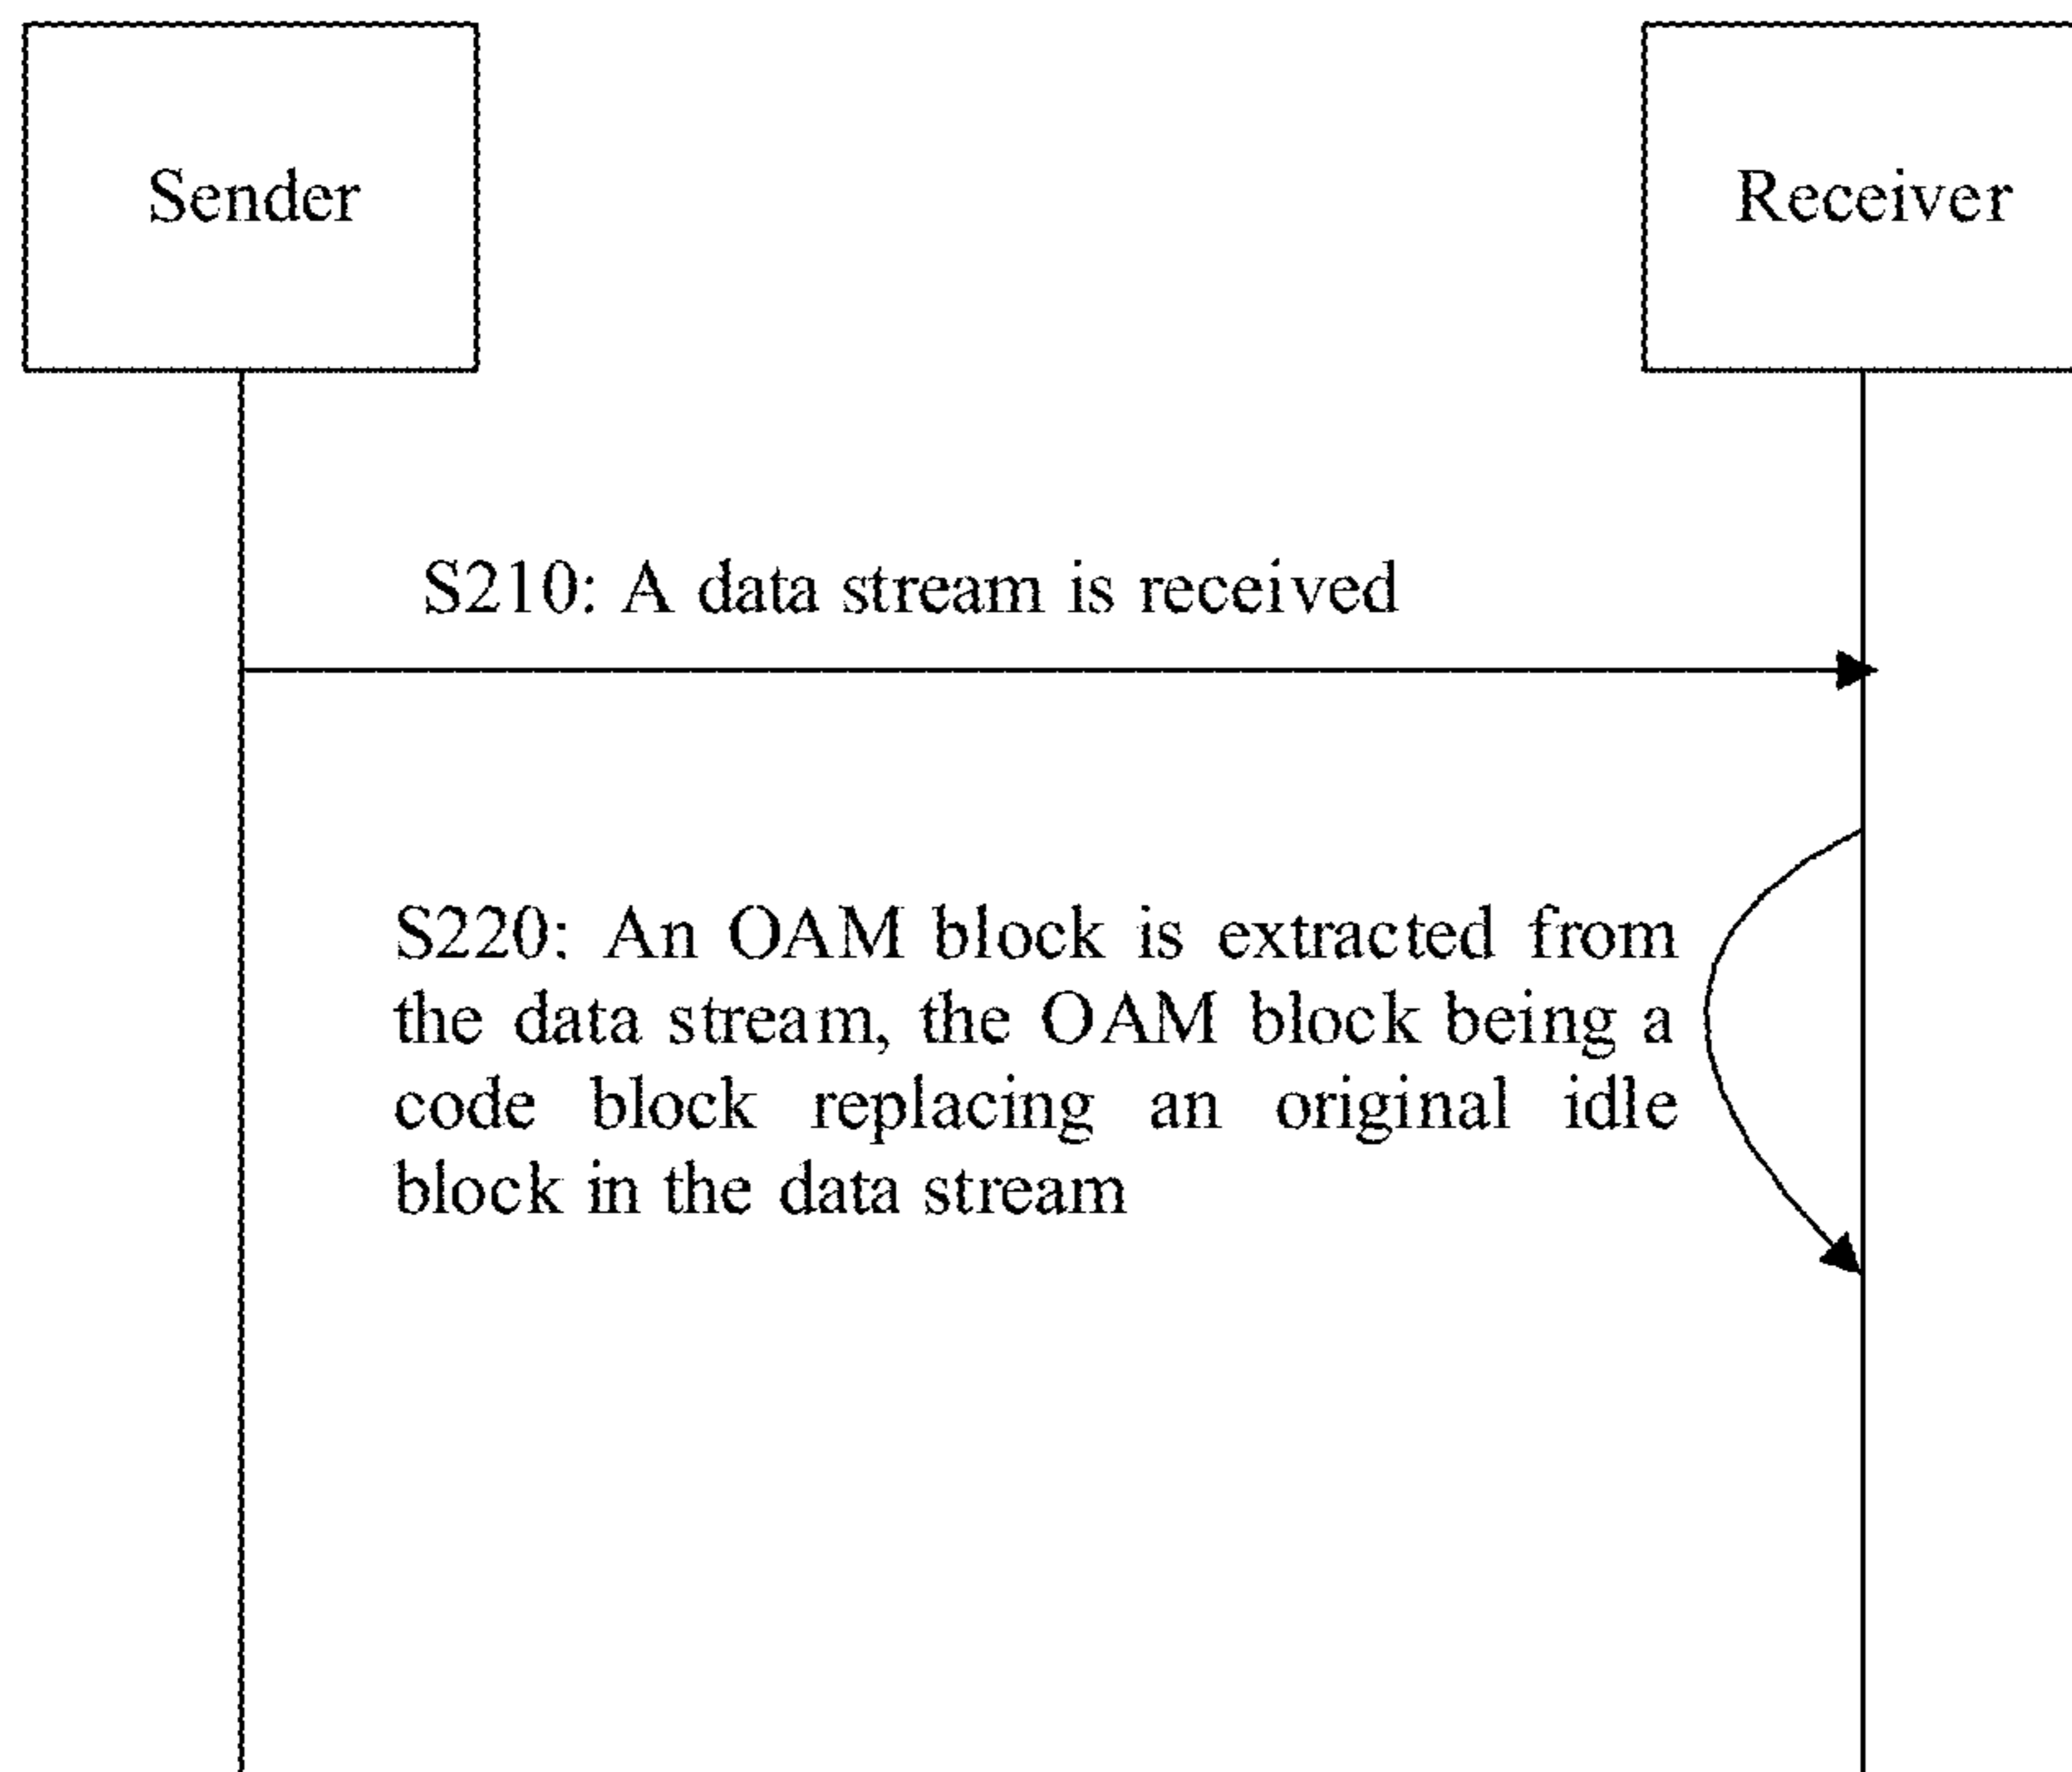 Sender
Receiver
S210: A data stream is received
S220: An OAM block is extracted from
the data stream, the OAM block being a
code block replacing an original idle
block in the data stream